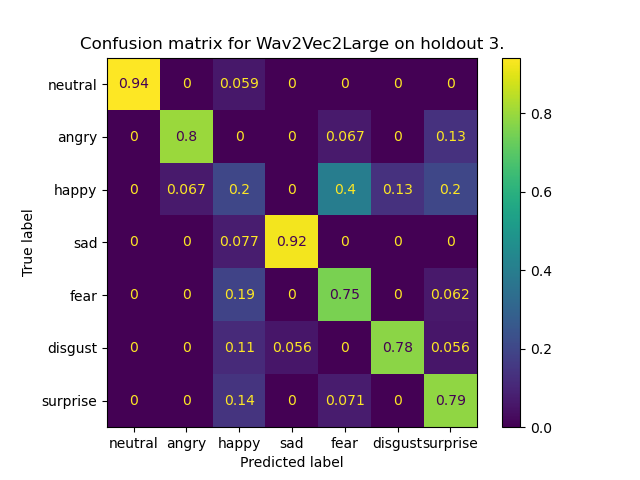 Confusion matrix for Wav2Vec2Large on holdout 3.
neutral 0.94 0 0.059 0 0 0 0
angry 0 0.8 0 0 0.067 0 0.13
happy 0 0.067 0.2 0 0.4 0.13 0.2
sad 0 0 0.077 0.92 0 0 0
fear 0 0 0.19 0 0.75 0 0.062
disgust 0 0 0.11 0.056 0 0.78 0.056
surprise 0 0 0.14 0 0.071 0 0.79
neutral angry happy sad fear disgust surprise
Predicted label
True label
0.8
0.6
0.4
0.2
0.0